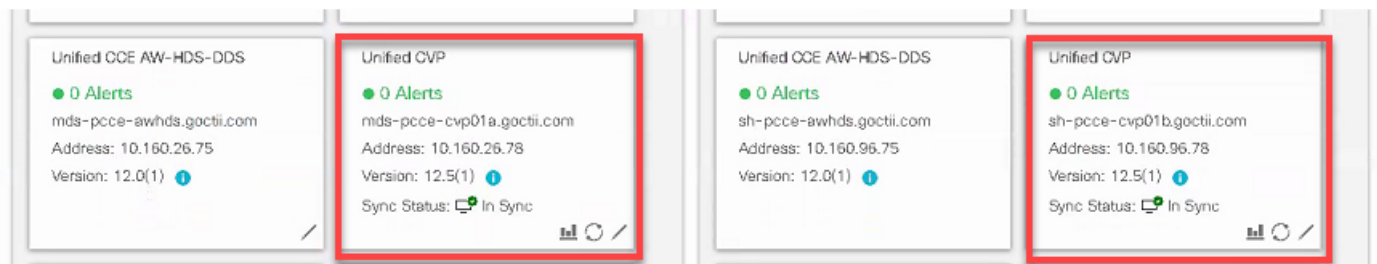 Unified CCE AW-HDS-DDS
0 Alerts
mds-pcce-awhds.goctii.com
Address: 10.160.26.75
Version: 12.0(1)
Unified CVP
0 Alerts
mds-pcce-cvp01a.goctii.com
Address: 10.160.26.78
Version: 12.5(1)
Sync Status: In Sync
Unified CCE AW-HDS-DDS
0 Alerts
sh-pcce-awhds.goctii.com
Address: 10.160.96.75
Version: 12.0(1)
Unified CVP
0 Alerts
sh-pcce-cvp01b.goctii.com
Address: 10.160.96.78
Version: 12.5(1)
Sync Status: In Sync